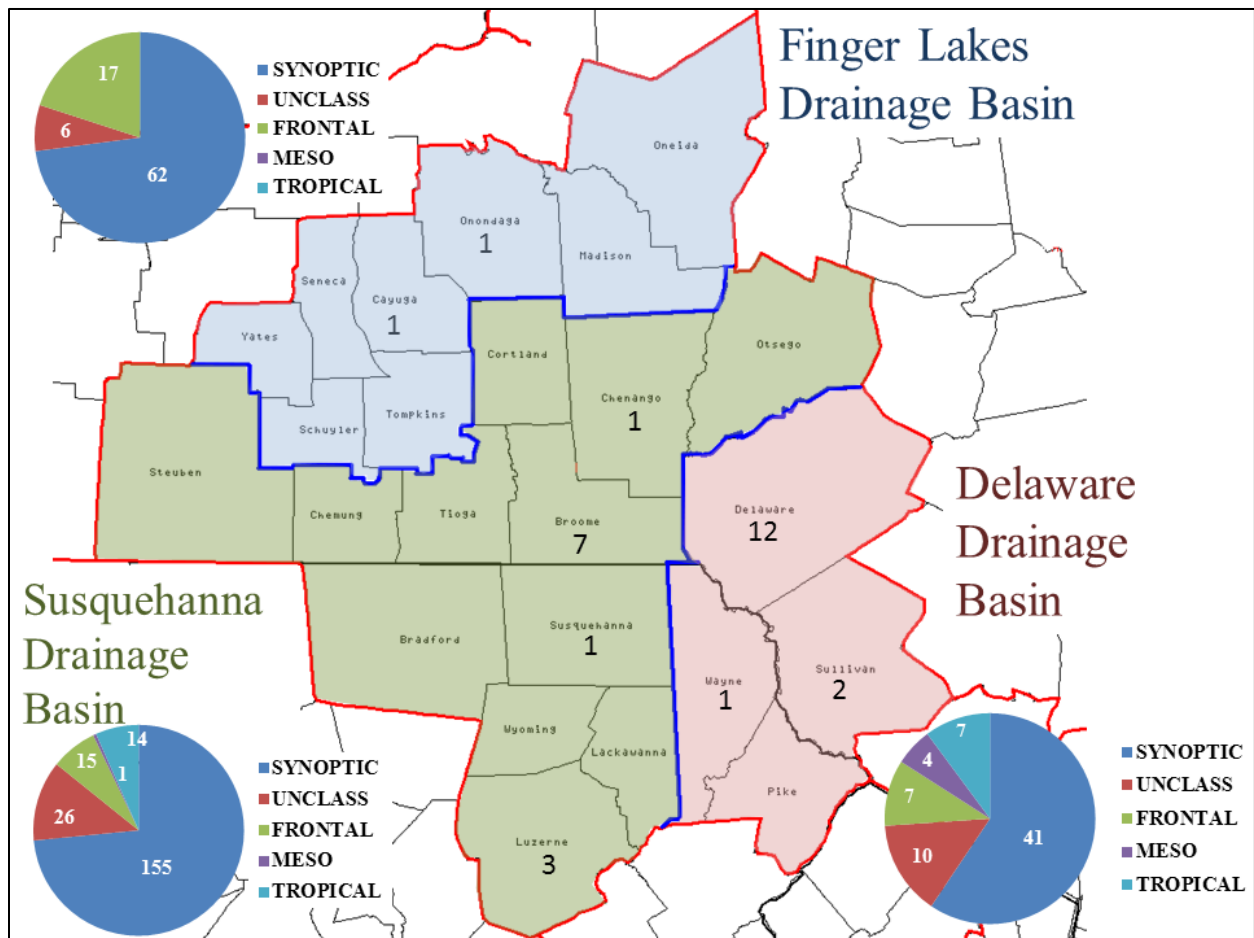 Finger Lakes
Drainage Basin
17
6
62
SYNOPTIC
UNCLASS
FRONTAL
MESO
TROPICAL
Oneida
Onondaga
1
Madison
Seneca
Cayuga
1
Yates
Cortland
Otsego
Chenango
1
Tompkins
Schuyler
Steuben
Chemung
Tioga
Broome
7
Delaware
12
Delaware
Drainage
Basin
Susquehanna
Drainage
Basin
Bradford
Susquehanna
1
Wayne
1
Sullivan
2
Wyoming
Lackawanna
Pike
Luzerne
3
14
15
1
26
155
SYNOPTIC
UNCLASS
FRONTAL
MESO
TROPICAL
7
4
7
10
41
SYNOPTIC
UNCLASS
FRONTAL
MESO
TROPICAL